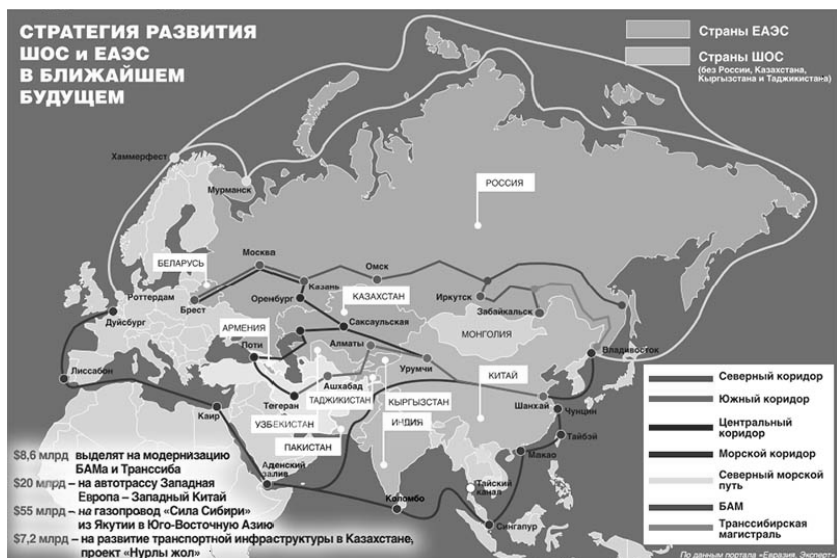 СТРАТЕГИЯ РАЗВИТИЯ
ШОС и ЕАЭС
В БЛИЖАЙШЕМ
БУДУЩЕМ
Страны ЕАЭС
Страны ШОС
(без России, Казахстана,
Кыргызстана и Таджикистана)
Хаммерфест
Мурманск
РОССИЯ
БЕЛАРУСЬ
Москва
Казань
Омск
Роттердам
Дуйсбург
Брест
Оренбург
КАЗАХСТАН
Иркутск
Забайкальск
МОНГОЛИЯ
АРМЕНИЯ
Саксаульская
Поти
Алматы
Урумчи
Владивосток
Лиссабон
Тегеран
Ашхабад
ТАДЖИКИСТАН
КЫРГЫЗСТАН
КИТАЙ
Шанхай
Чунцин
Каир
УЗБЕКИСТАН
ИНДИЯ
ПАКИСТАН
Тайбэй
Макао
Аденский
залив
Коломбо
Тайский
канал
Сингапур
$8,6 млрд выделят на модернизацию
БАМа и Транссиба
$20 млрд – на автотрассу Западная
Европа – Западный Китай
$55 млрд – на газопровод «Сила Сибири»
из Якутии в Юго-Восточную Азию
$7,2 млрд – на развитие транспортной инфраструктуры в Казахстане,
проект «Нурлы жол»
Северный коридор
Южный коридор
Центральный
коридор
Морской коридор
Северный морской
путь
БАМ
Транссибирская
магистраль
По данным портала «Евразия. Эксперт»